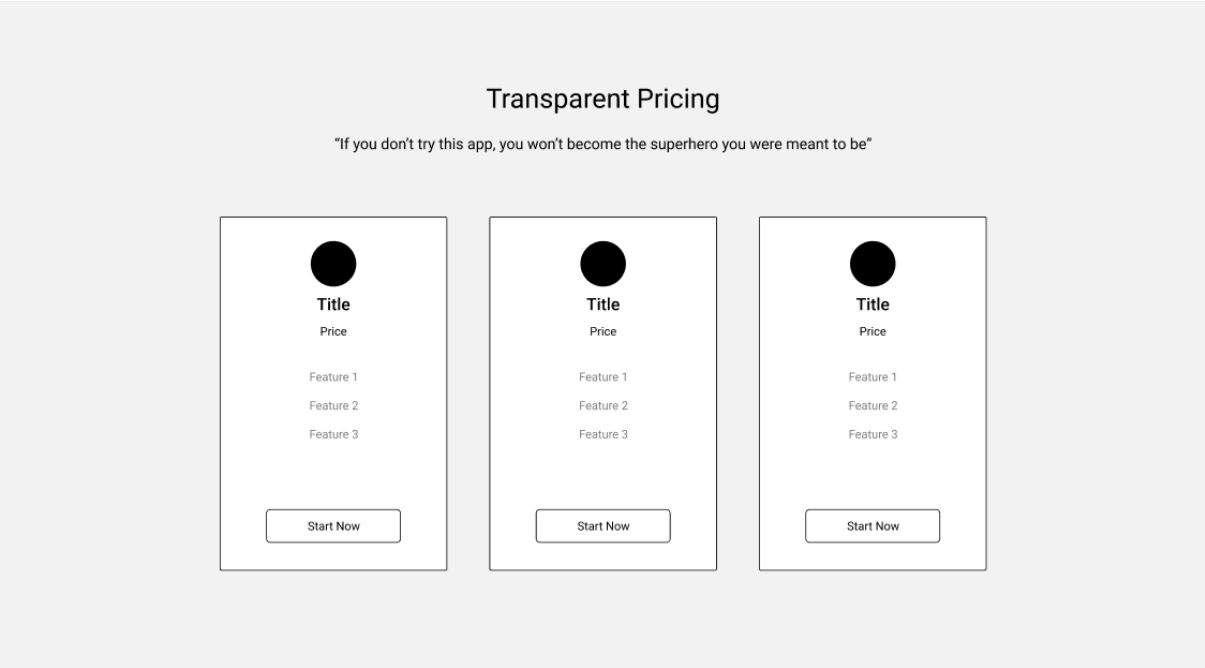 Transparent Pricing
“If you don’t try this app, you won’t become the superhero you were meant to be”
Title
Price
Feature 1
Feature 2
Feature 3
Start Now
Title
Price
Feature 1
Feature 2
Feature 3
Start Now
Title
Price
Feature 1
Feature 2
Feature 3
Start Now